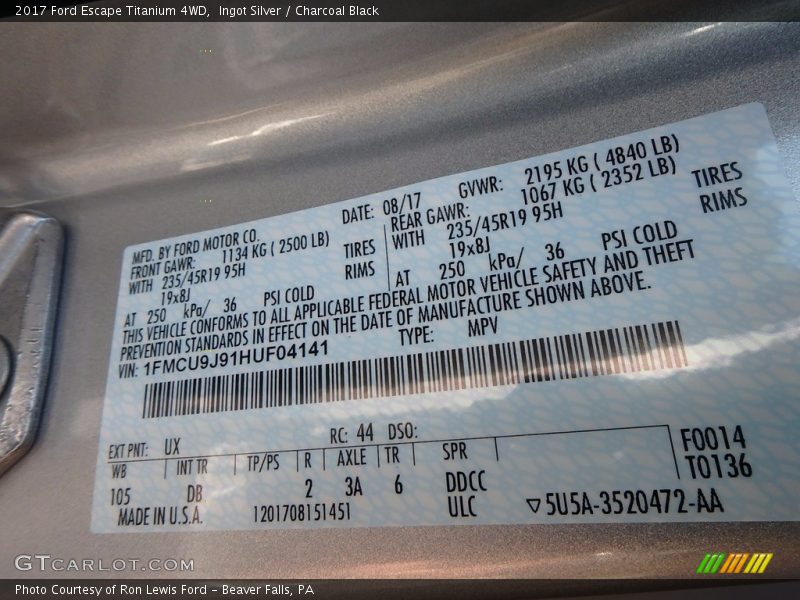 2017 Ford Escape Titanium 4WD,  Ingot Silver / Charcoal Black
MFD. BY FORD MOTOR CO. DATE: 08/17 GVWR: 2195 KG ( 4840 LB)
FRONT GAWR: 1134 KG ( 2500 LB) REAR GAWR: 1067 KG ( 2352 LB)
WITH 235/45R19 95H TIRES WITH 235/45R19 95H TIRES
19x8J RIMS 19x8J RIMS
AT 250 kPa/ 36 PSI COLD AT 250 kPa/ 36 PSI COLD
THIS VEHICLE CONFORMS TO ALL APPLICABLE FEDERAL MOTOR VEHICLE SAFETY AND THEFT
PREVENTION STANDARDS IN EFFECT ON THE DATE OF MANUFACTURE SHOWN ABOVE.
VIN: 1FMCU9J91HUF04141 TYPE: MPV
EXT PNT: UX RC: 44 DSO:
WB INT TR TP/PS R AXLE TR SPR F0014
105 DB 2 3A 6 DDCC T0136
MADE IN U.S.A. 1201708151451 ULC ▽5U5A-3520472-AA
GTCARLOT.COM
Photo Courtesy of Ron Lewis Ford – Beaver Falls, PA